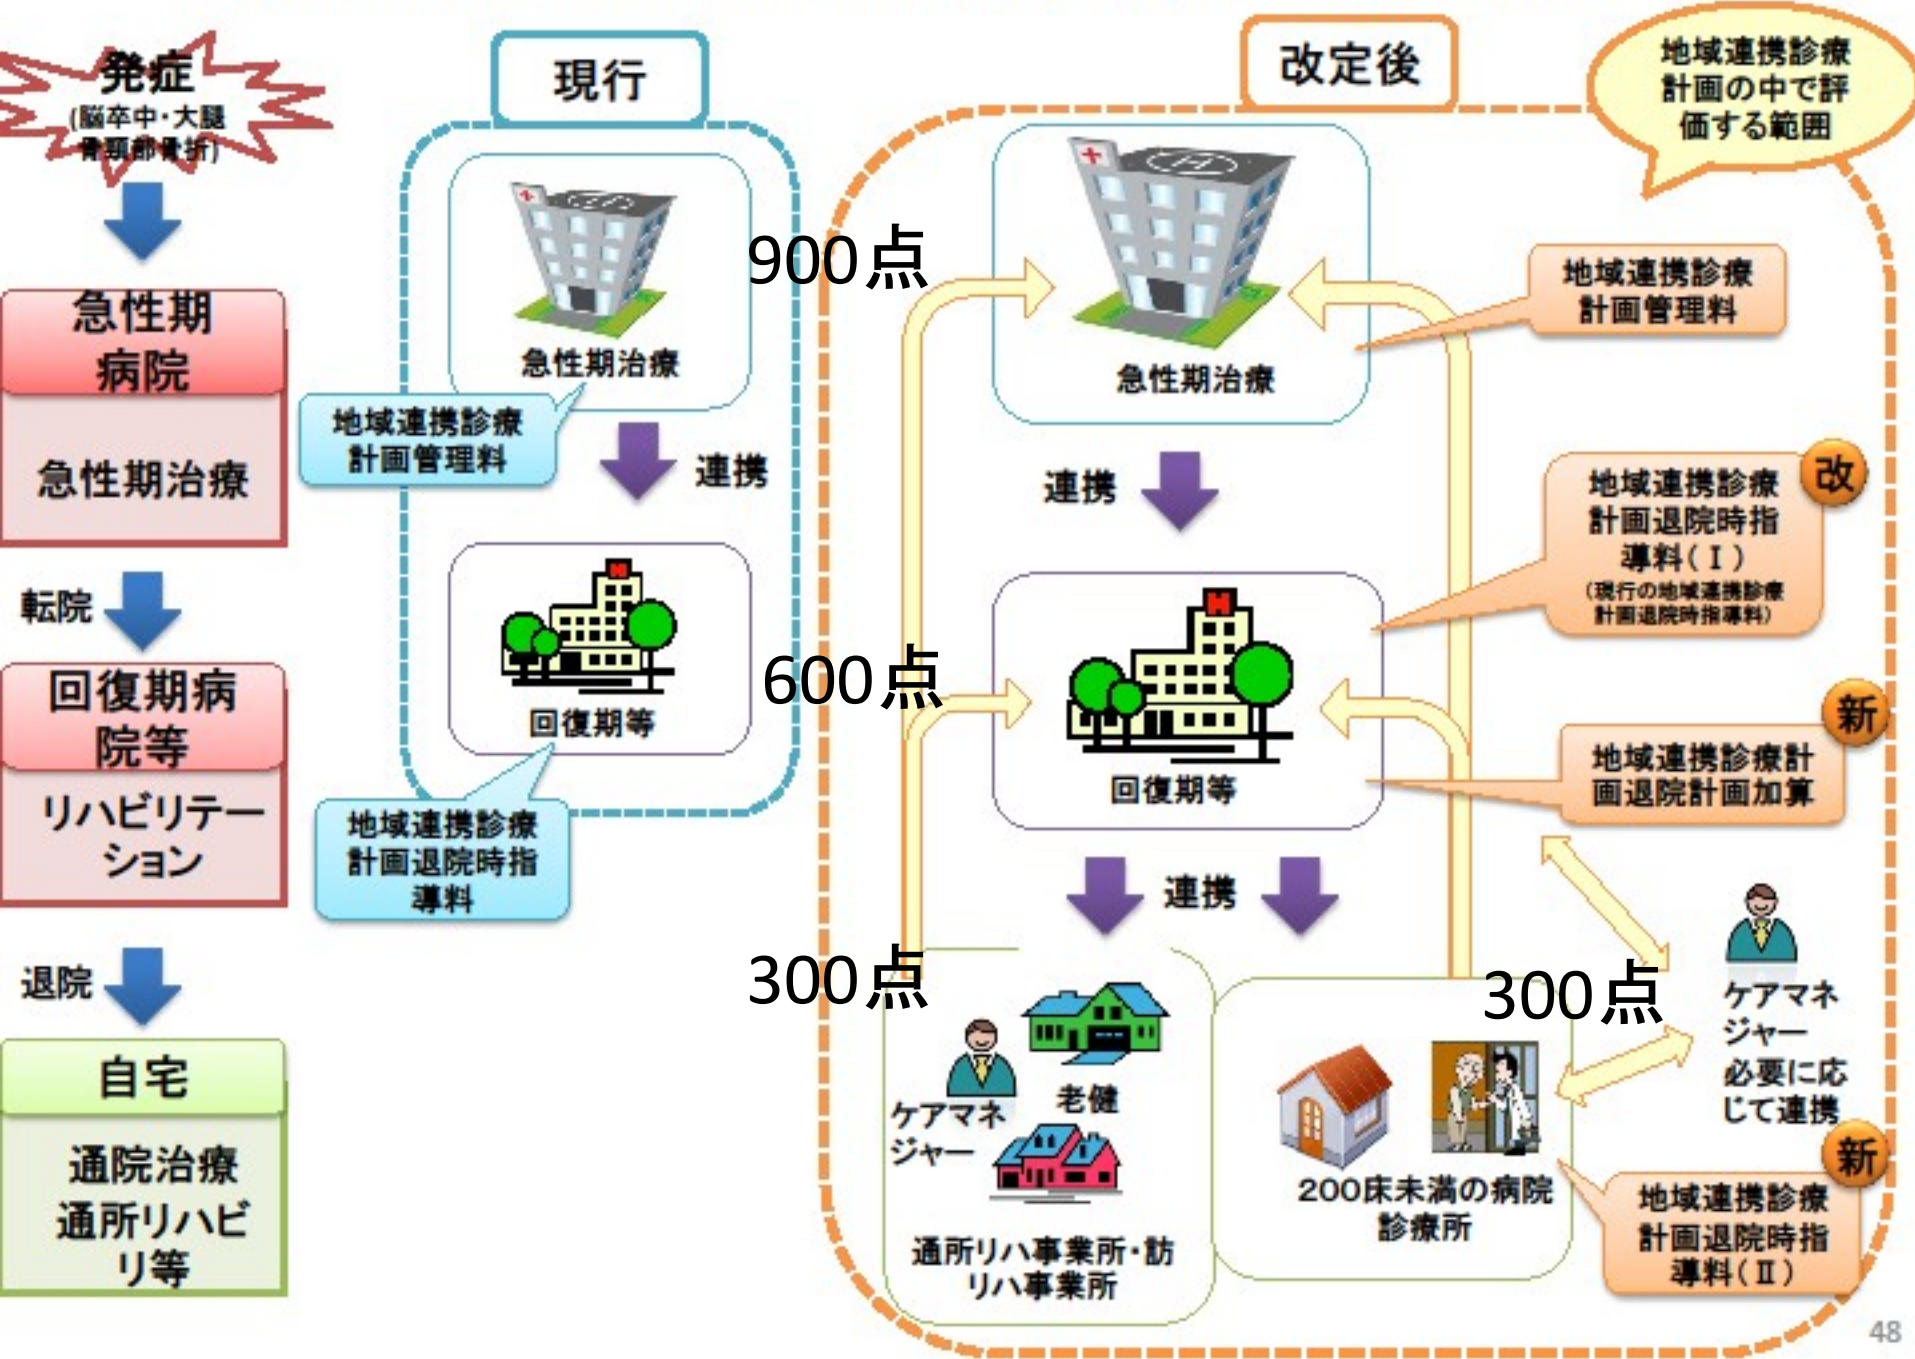 発症
(脳卒中・大腿
骨頸部骨折)
急性期
病院
急性期治療
転院
回復期病
院等
リハビリテー
ション
退院
自宅
通院治療
通所リハビ
リ等
現行
急性期治療
地域連携診療
計画管理料
連携
回復期等
地域連携診療
計画退院時指
導料
改定後
地域連携診療
計画の中で評
価する範囲
900点
急性期治療
地域連携診療
計画管理料
連携
地域連携診療
計画退院時指
導料(Ⅰ)
(現行の地域連携診療
計画退院時指導料)
改
600点
回復期等
新
地域連携診療計
画退院計画加算
連携
300点
ケアマネ
ジャー
老健
通所リハ事業所・訪
リハ事業所
300点
200床未満の病院
診療所
ケアマネ
ジャー
必要に応
じて連携
新
地域連携診療
計画退院時指
導料(Ⅱ)
48